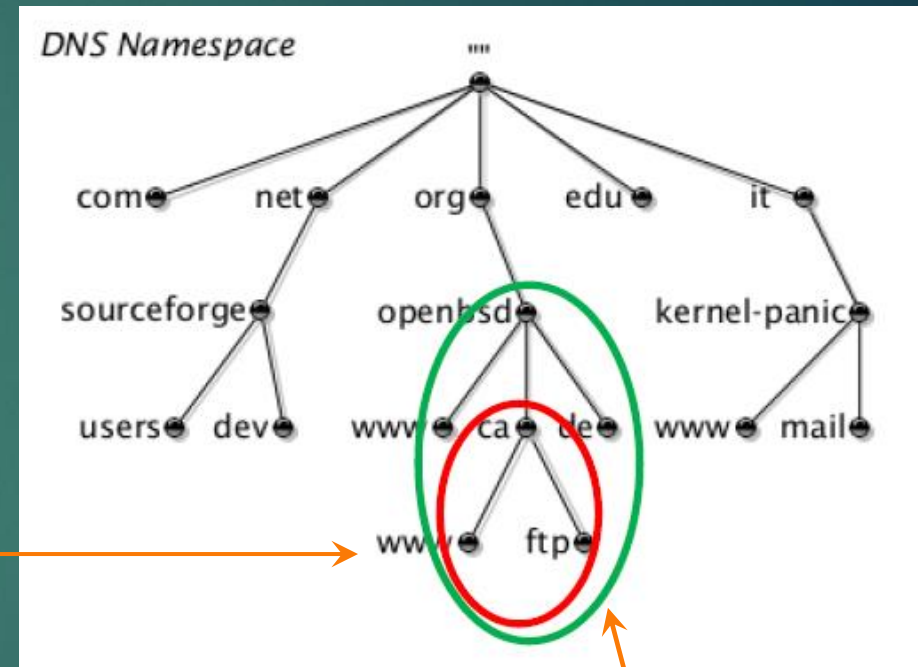 DNS Namespace
""
com net org edu it
sourceforge openbsd kernel-panic
users dev www ca de www mail
www ftp